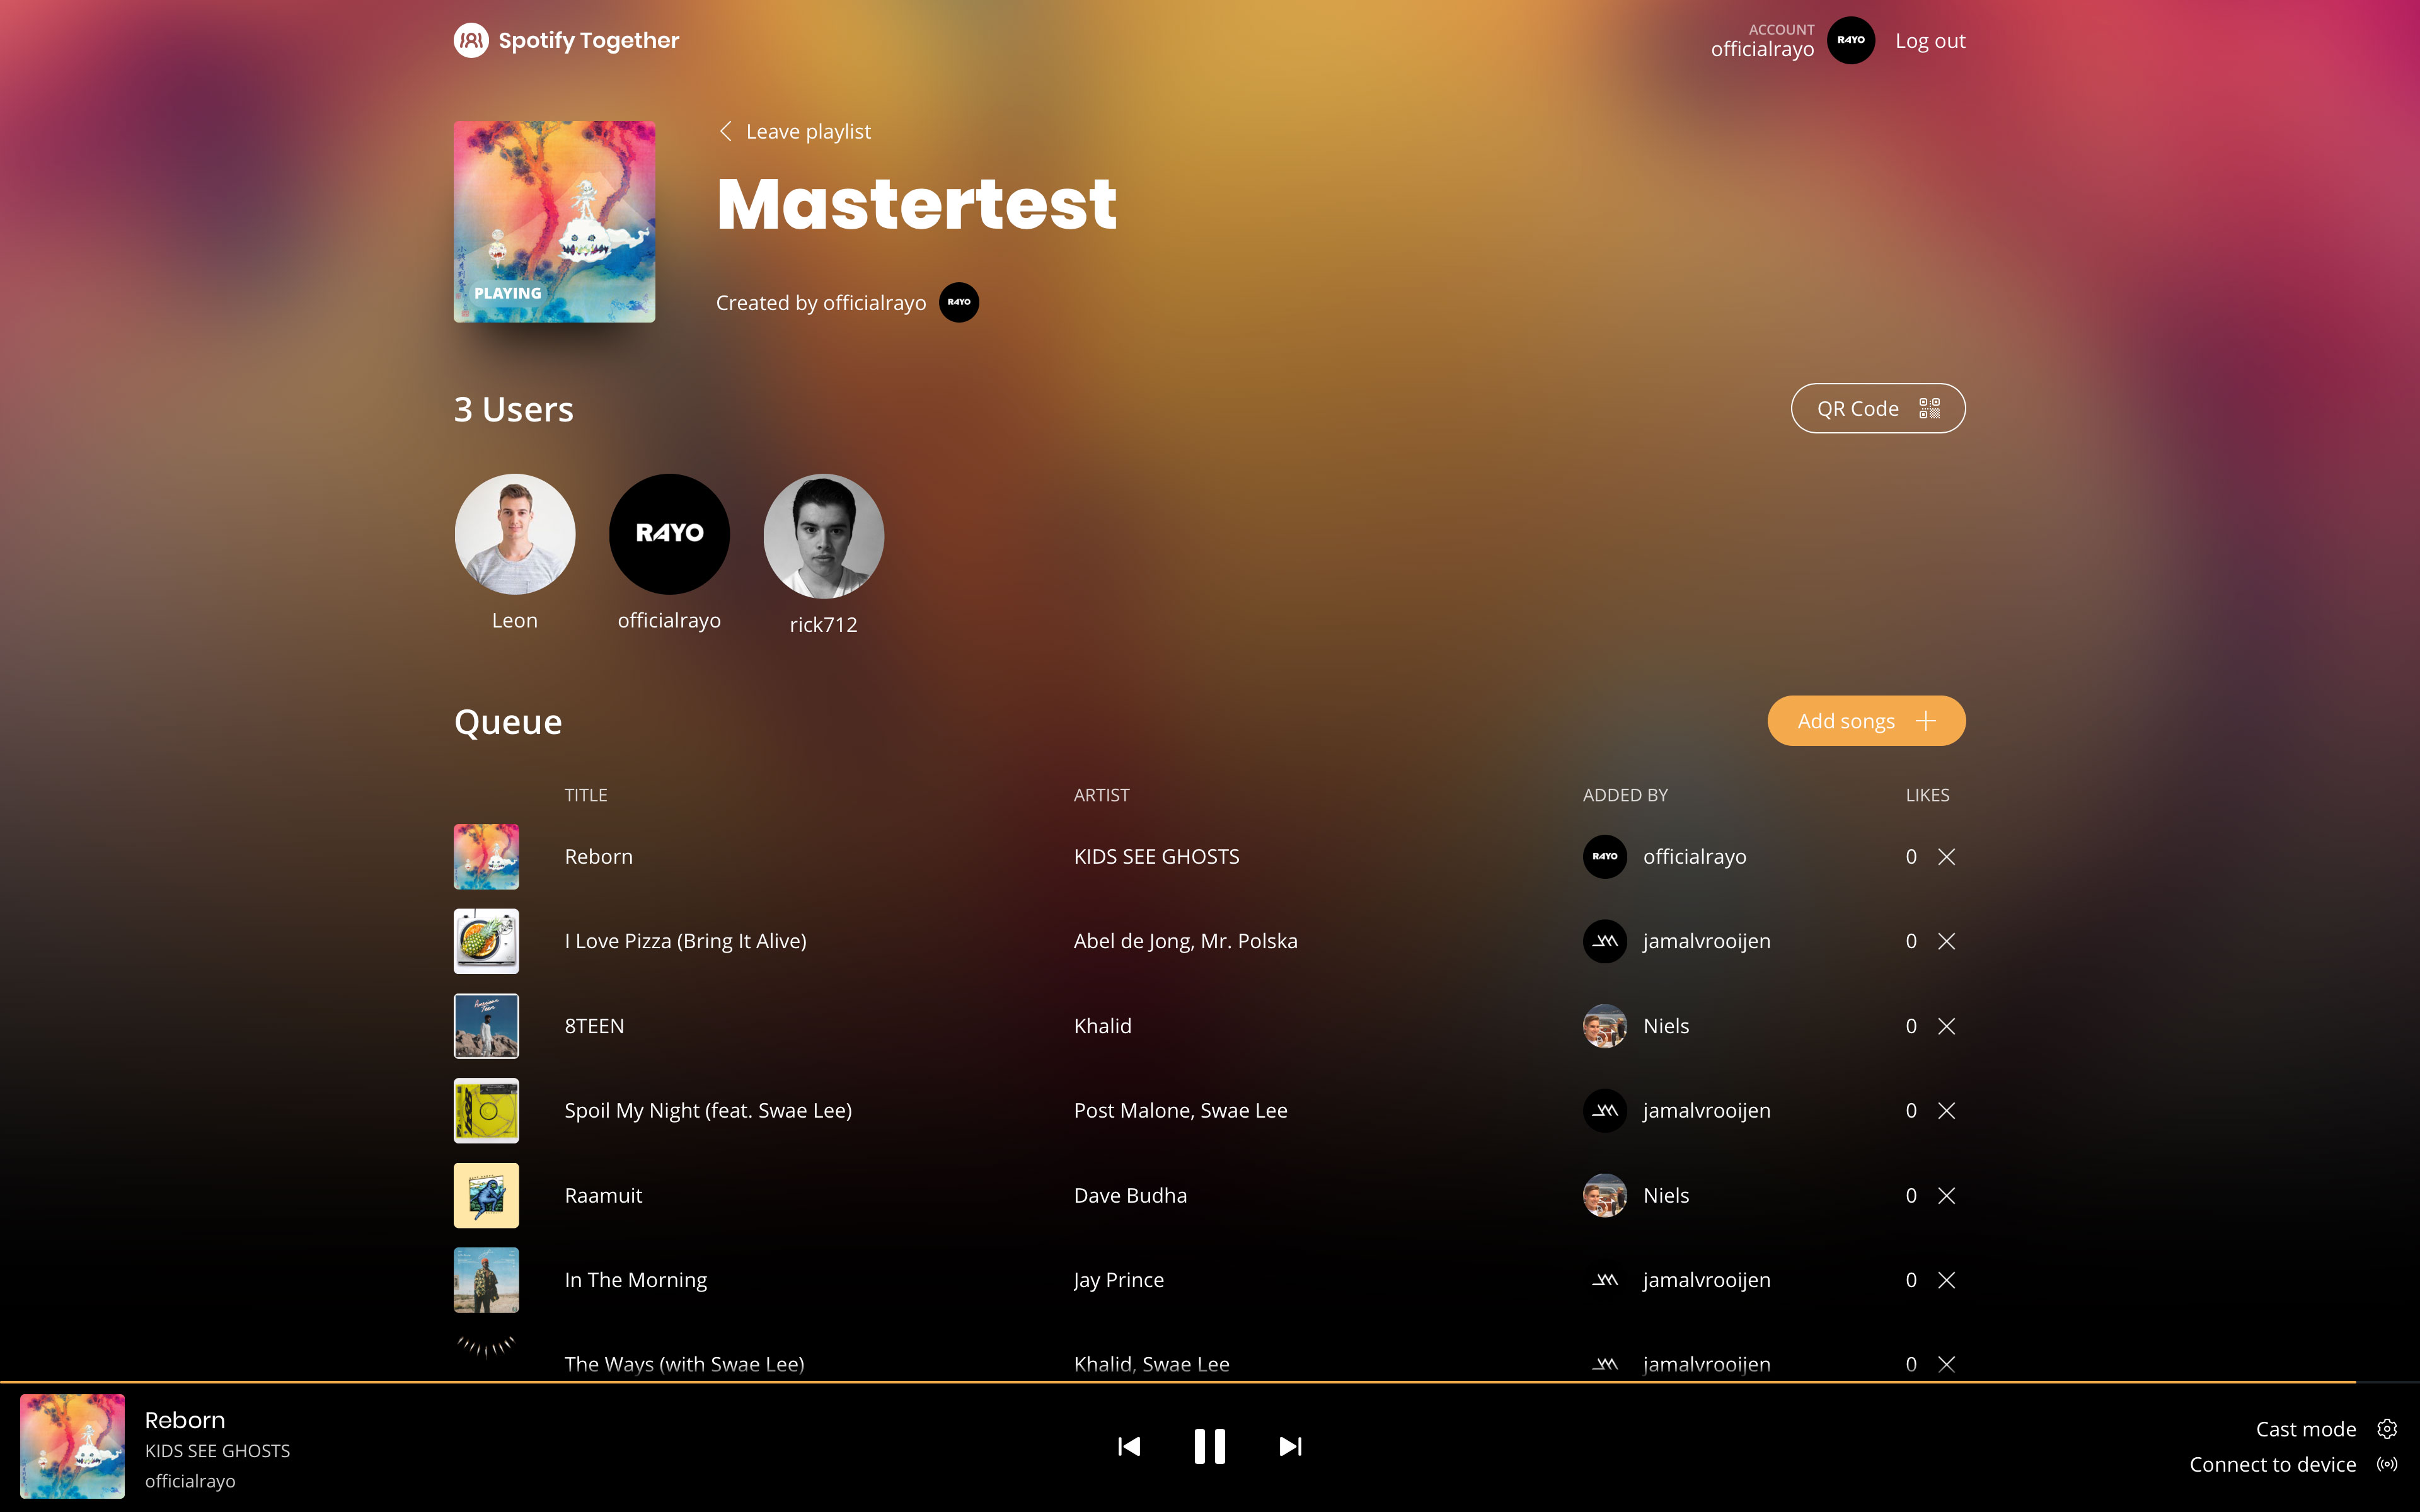 Spotify Together
ACCOUNT
officialrayo
RAYO
Log out
Leave playlist
Mastertest
PLAYING
Created by officialrayo
RAYO
3 Users
QR Code
RAYO
Leon
officialrayo
rick712
Queue
Add songs
TITLE ARTIST ADDED BY LIKES
Reborn KIDS SEE GHOSTS RAYO officialrayo 0
I Love Pizza (Bring It Alive) Abel de Jong, Mr. Polska jamalvrooijen 0
American Teen
8TEEN Khalid Niels 0
Spoil My Night (feat. Swae Lee) Post Malone, Swae Lee jamalvrooijen 0
Raamuit Dave Budha Niels 0
In The Morning Jay Prince jamalvrooijen 0
The Ways (with Swae Lee) Khalid, Swae Lee jamalvrooijen 0
Reborn
KIDS SEE GHOSTS
officialrayo
Cast mode
Connect to device